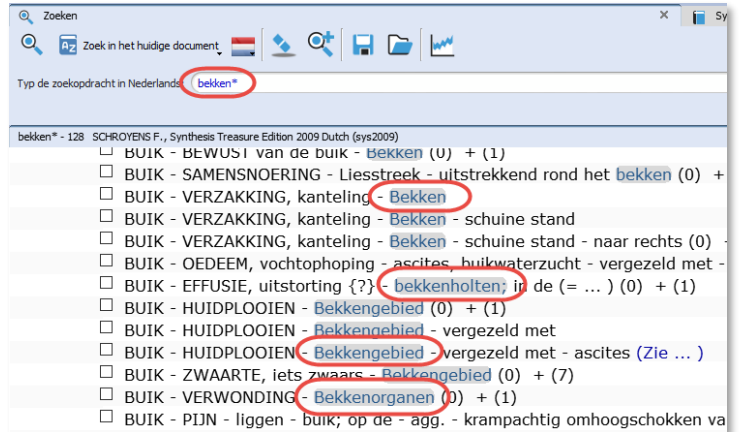 Zoeken × Sy
AZ Zoek in het huidige document
Typ de zoekopdracht in Nederlands: bekken*
bekken* - 128 SCHROYENS F., Synthesis Treasure Edition 2009 Dutch (sys2009)
BUIK - BEWUST van de buik - Bekken (0) + (1)
BUIK - SAMENSNOERING - Liesstreek - uitstrekkend rond het bekken (0) +
BUIK - VERZAKKING, kanteling - Bekken
BUIK - VERZAKKING, kanteling - Bekken - schuine stand
BUIK - VERZAKKING, kanteling - Bekken - schuine stand - naar rechts (0) -
BUIK - OEDEEM, vochtophoping - ascites, buikwaterzucht - vergezeld met -
BUIK - EFFUSIE, uitstorting {?} - bekkenholten; in de (= ... ) (0) + (1)
BUIK - HUIDPLOOIEN - Bekkengebied (0) + (1)
BUIK - HUIDPLOOIEN - Bekkengebied - vergezeld met
BUIK - HUIDPLOOIEN - Bekkengebied - vergezeld met - ascites (Zie ... )
BUIK - ZWAARTE, iets zwaars - Bekkengebied (0) + (7)
BUIK - VERWONDING - Bekkenorganen (0) + (1)
BUIK - PIJN - liggen - buik; op de - agg. - krampachtig omhoogschokken va